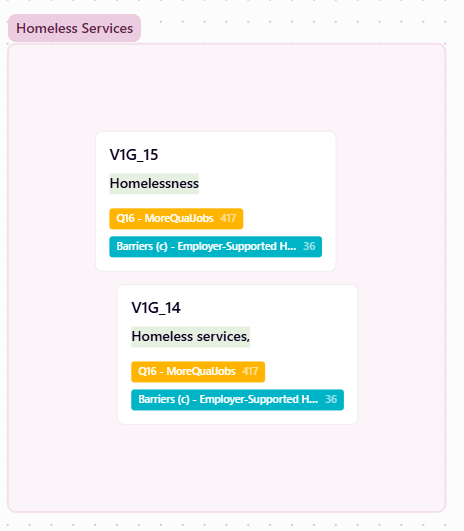 Homeless Services
V1G_15
Homelessness
Q16 - MoreQualJobs 417
Barriers (c) - Employer-Supported H... 36
V1G_14
Homeless services,
Q16 - MoreQualJobs 417
Barriers (c) - Employer-Supported H... 36